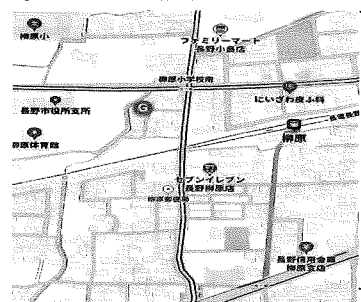 柳原小
ファミリーマート
長野小島店
柳原小学校南
長野市役所支所
G
にいざわ皮ふ科
柳原
柳原体育館
セブンイレブン
長野柳原店
柳原郵便局
長野信用金庫
柳原支店